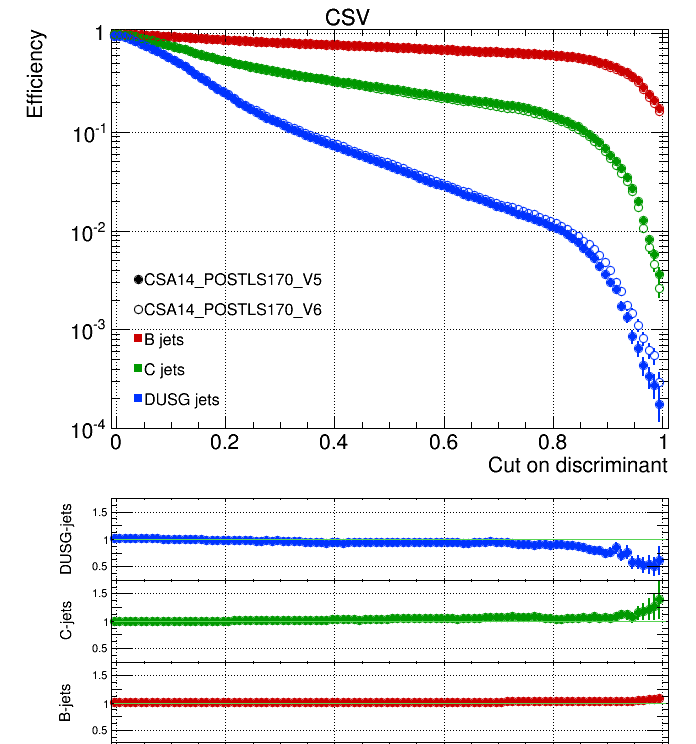 CSV
Efficiency
1
10-1
10-2
10-3
10-4
CSA14_POSTLS170_V5
CSA14_POSTLS170_V6
B jets
C jets
DUSG jets
0 0.2 0.4 0.6 0.8 1
Cut on discriminant
DUSG-jets
1.5
1
0.5
C-jets
1.5
1
0.5
B-jets
1.5
1
0.5